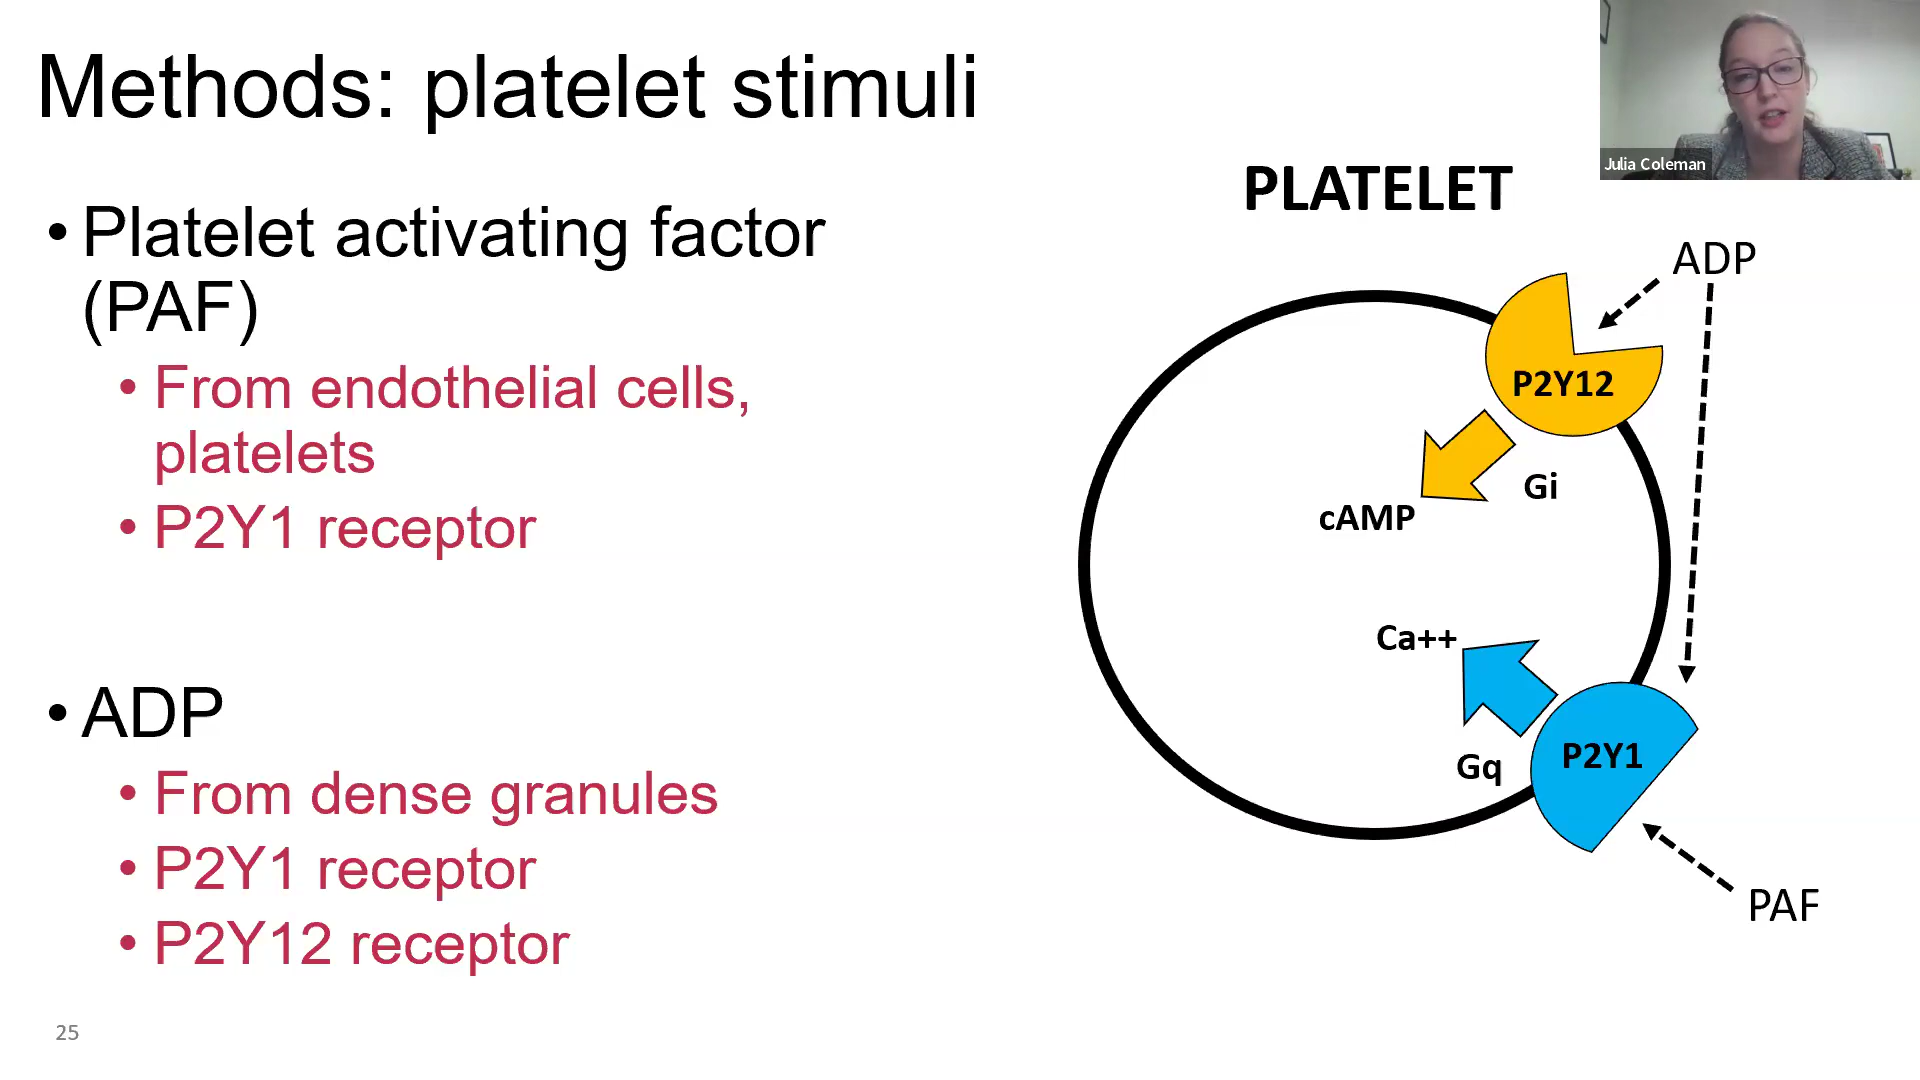 Methods: platelet stimuli
• Platelet activating factor
(PAF)
• From endothelial cells,
platelets
• P2Y1 receptor
• ADP
• From dense granules
• P2Y1 receptor
• P2Y12 receptor
25
PLATELET
ADP
P2Y12
Gi
cAMP
Ca++
Gq
P2Y1
PAF
Julia Coleman